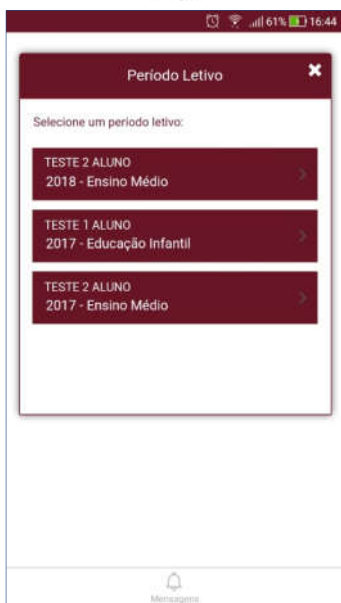 61% 16:44
Período Letivo
Selecione um período letivo:
TESTE 2 ALUNO
2018 - Ensino Médio
TESTE 1 ALUNO
2017 - Educação Infantil
TESTE 2 ALUNO
2017 - Ensino Médio
Mensagens